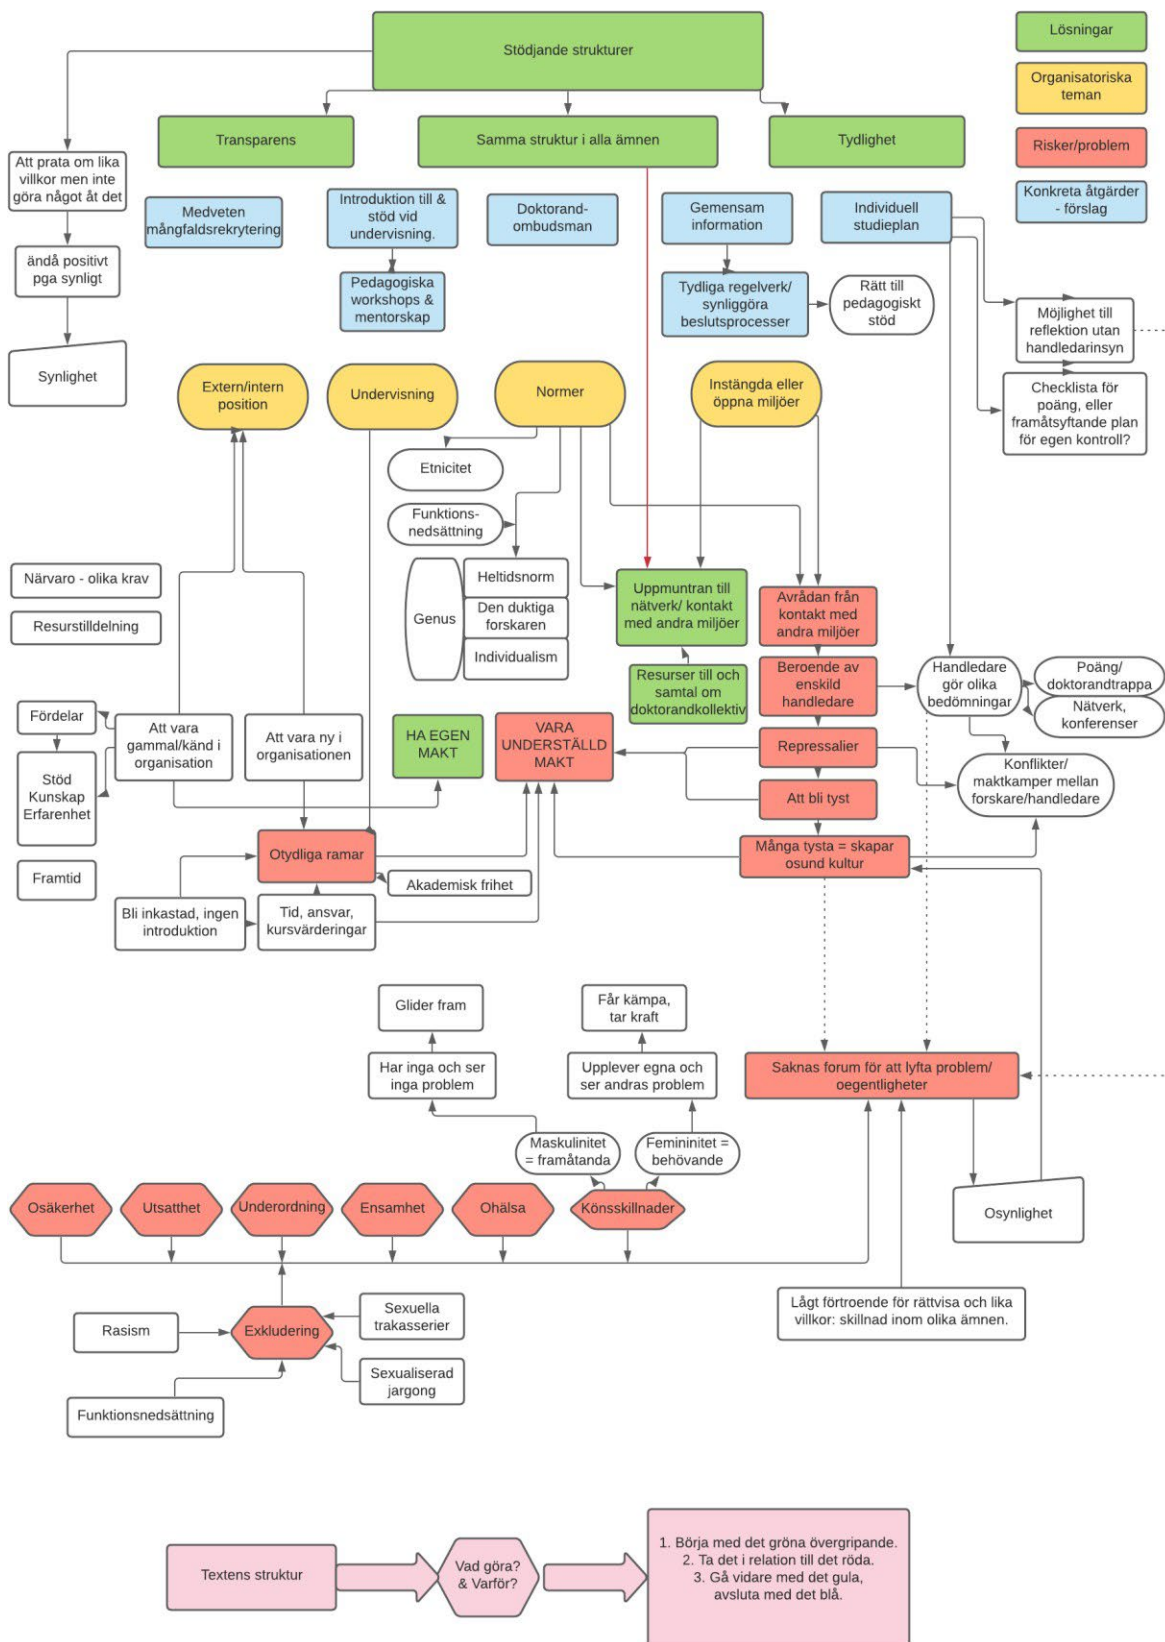 Stödjande strukturer
Lösningar
Organisatoriska
teman
Risker/problem
Konkreta åtgärder
- förslag
Transparens
Samma struktur i alla ämnen
Tydlighet
Att prata om lika
villkor men inte
göra något åt det
ändå positivt
pga synligt
Synlighet
Medveten
mångfaldsrekrytering
Introduktion till &
stöd vid
undervisning.
Pedagogiska
workshops &
mentorskap
Doktorand-
ombudsman
Gemensam
information
Tydliga regelverk/
synliggöra
beslutsprocesser
Rätt till
pedagogiskt
stöd
Individuell
studieplan
Möjlighet till
reflektion utan
handledarinsyn
Checklista för
poäng, eller
framåtsyftande plan
för egen kontroll?
Extern/intern
position
Undervisning
Normer
Instängda eller
öppna miljöer
Etnicitet
Funktions-
nedsättning
Genus
Heltidsnorm
Den duktiga
forskaren
Individualism
Närvaro - olika krav
Resurstilldelning
Uppmuntran till
nätverk/ kontakt
med andra miljöer
Resurser till och
samtal om
doktorandkollektiv
Avrådan från
kontakt med
andra miljöer
Beroende av
enskild
handledare
Repressalier
Att bli tyst
Många tysta = skapar
osund kultur
Handledare
gör olika
bedömningar
Poäng/
doktorandtrappa
Nätverk,
konferenser
Konflikter/
maktkamper mellan
forskare/handledare
Fördelar
Stöd
Kunskap
Erfarenhet
Framtid
Att vara
gammal/känd i
organisation
Att vara ny i
organisationen
HA EGEN
MAKT
VARA
UNDERSTÄLLD
MAKT
Otydliga ramar
Akademisk frihet
Bli inkastad, ingen
introduktion
Tid, ansvar,
kursvärderingar
Glider fram
Har inga och ser
inga problem
Maskulinitet
= framåtanda
Får kämpa,
tar kraft
Upplever egna och
ser andras problem
Femininitet =
behövande
Saknas forum för att lyfta problem/
oegentligheter
Osynlighet
Osäkerhet
Utsatthet
Underordning
Ensamhet
Ohälsa
Könsskillnader
Lågt förtroende för rättvisa och lika
villkor: skillnad inom olika ämnen.
Rasism
Exkludering
Sexuella
trakasserier
Sexualiserad
jargong
Funktionsnedsättning
Textens struktur
Vad göra?
& Varför?
1. Börja med det gröna övergripande.
2. Ta det i relation till det röda.
3. Gå vidare med det gula,
avsluta med det blå.